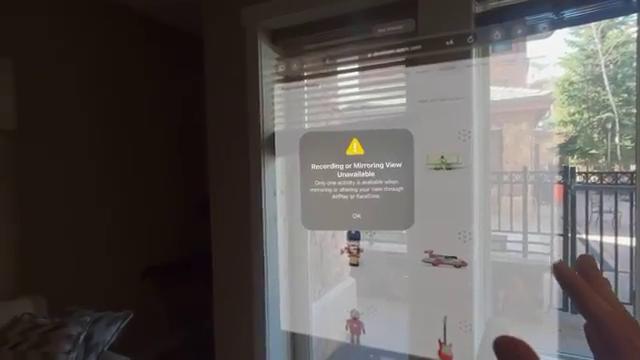 Recording or Mirroring View
Unavailable
Only one activity is available when
mirroring or sharing your view through
AirPlay or FaceTime.
OK